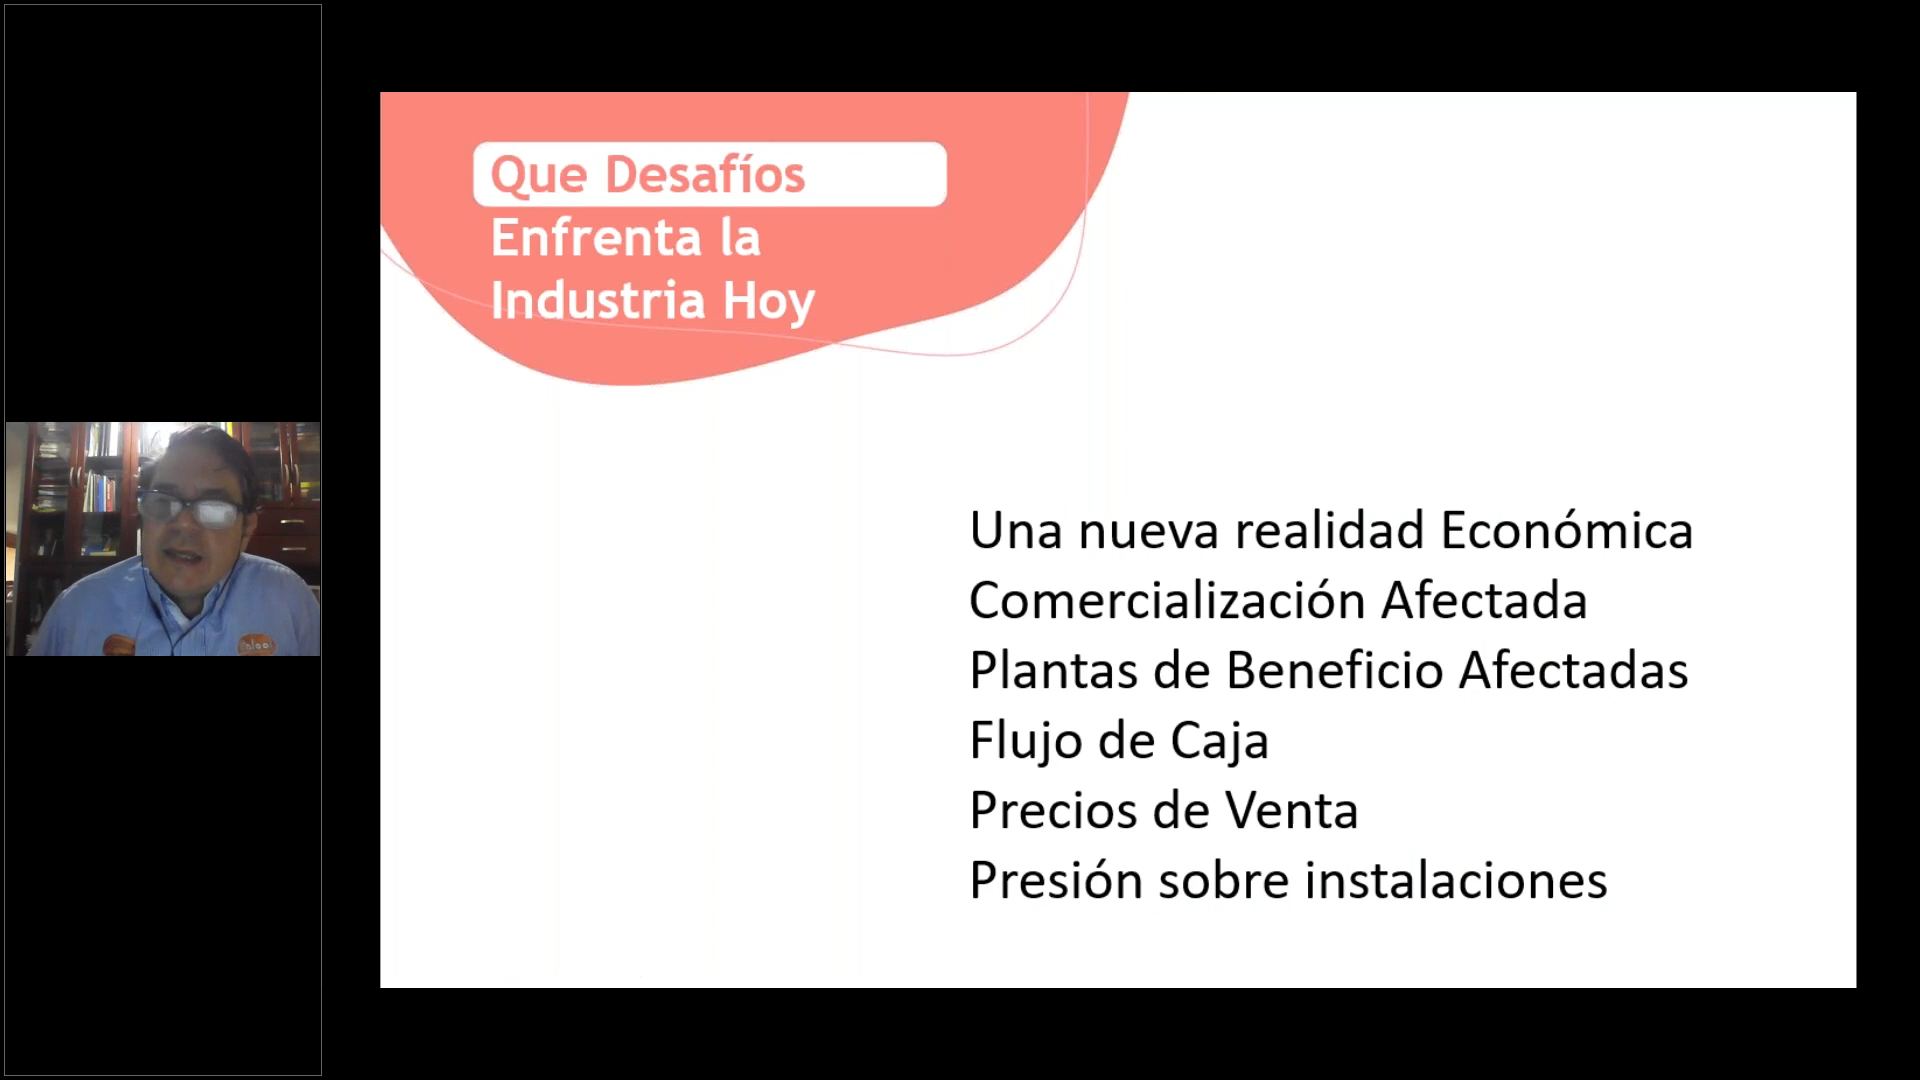 Que Desafíos
Enfrenta la
Industria Hoy
Una nueva realidad Económica
Comercialización Afectada
Plantas de Beneficio Afectadas
Flujo de Caja
Precios de Venta
Presión sobre instalaciones